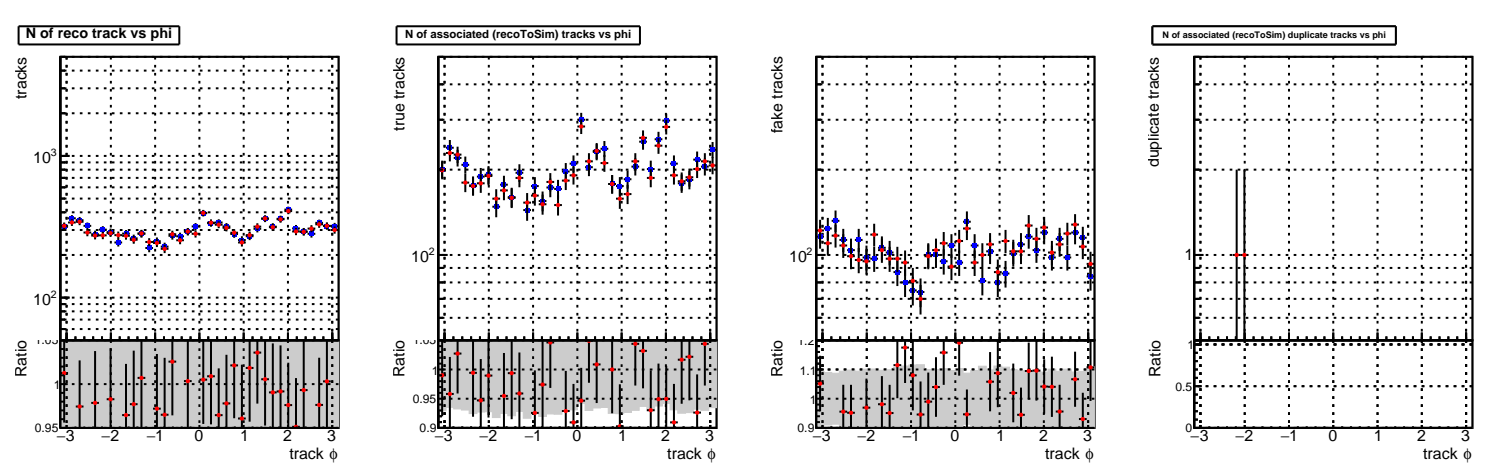 N of reco track vs phi
tracks
10³
10²
Ratio
1
0.95
−3 −2 −1 0 1 2 3
track ϕ
N of associated (recoToSim) tracks vs phi
true tracks
10²
Ratio
1
0.95
0.9
−3 −2 −1 0 1 2 3
track ϕ
fake tracks
10²
Ratio
1.2
1.1
1
0.9
−3 −2 −1 0 1 2 3
track ϕ
N of associated (recoToSim) duplicate tracks vs phi
duplicate tracks
1
Ratio
1
0.5
0
−3 −2 −1 0 1 2 3
track ϕ